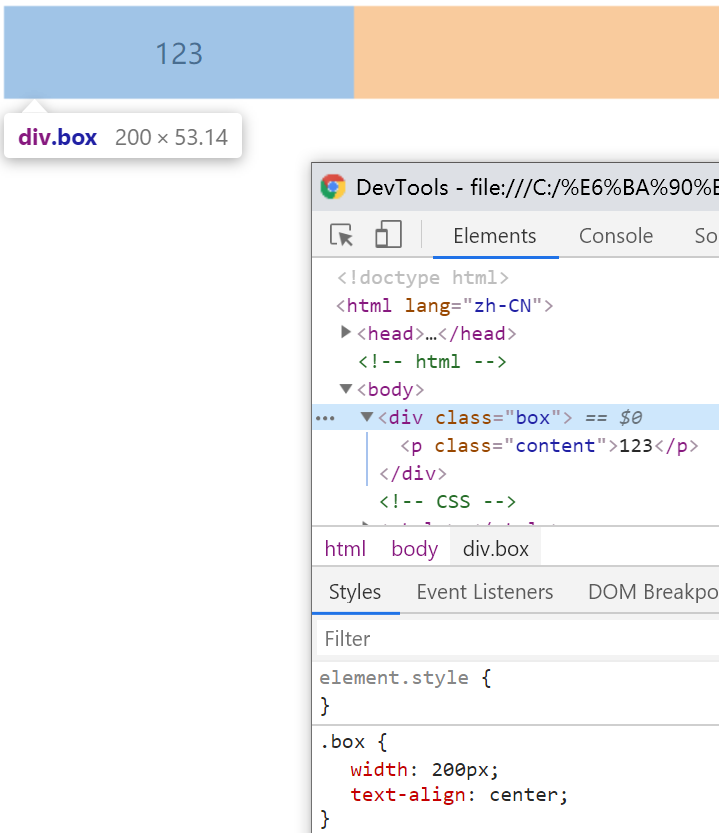 123
div.box 200 × 53.14
DevTools - file:///C:/%E6%BA%90%E
Elements Console So
<!doctype html>
<html lang="zh-CN">
<head>…</head>
<!-- html -->
<body>
<div class="box"> == $0
<p class="content">123</p>
</div>
<!-- CSS -->
html body div.box
Styles Event Listeners DOM Breakpo
Filter
element.style {
}
.box {
width: 200px;
text-align: center;
}